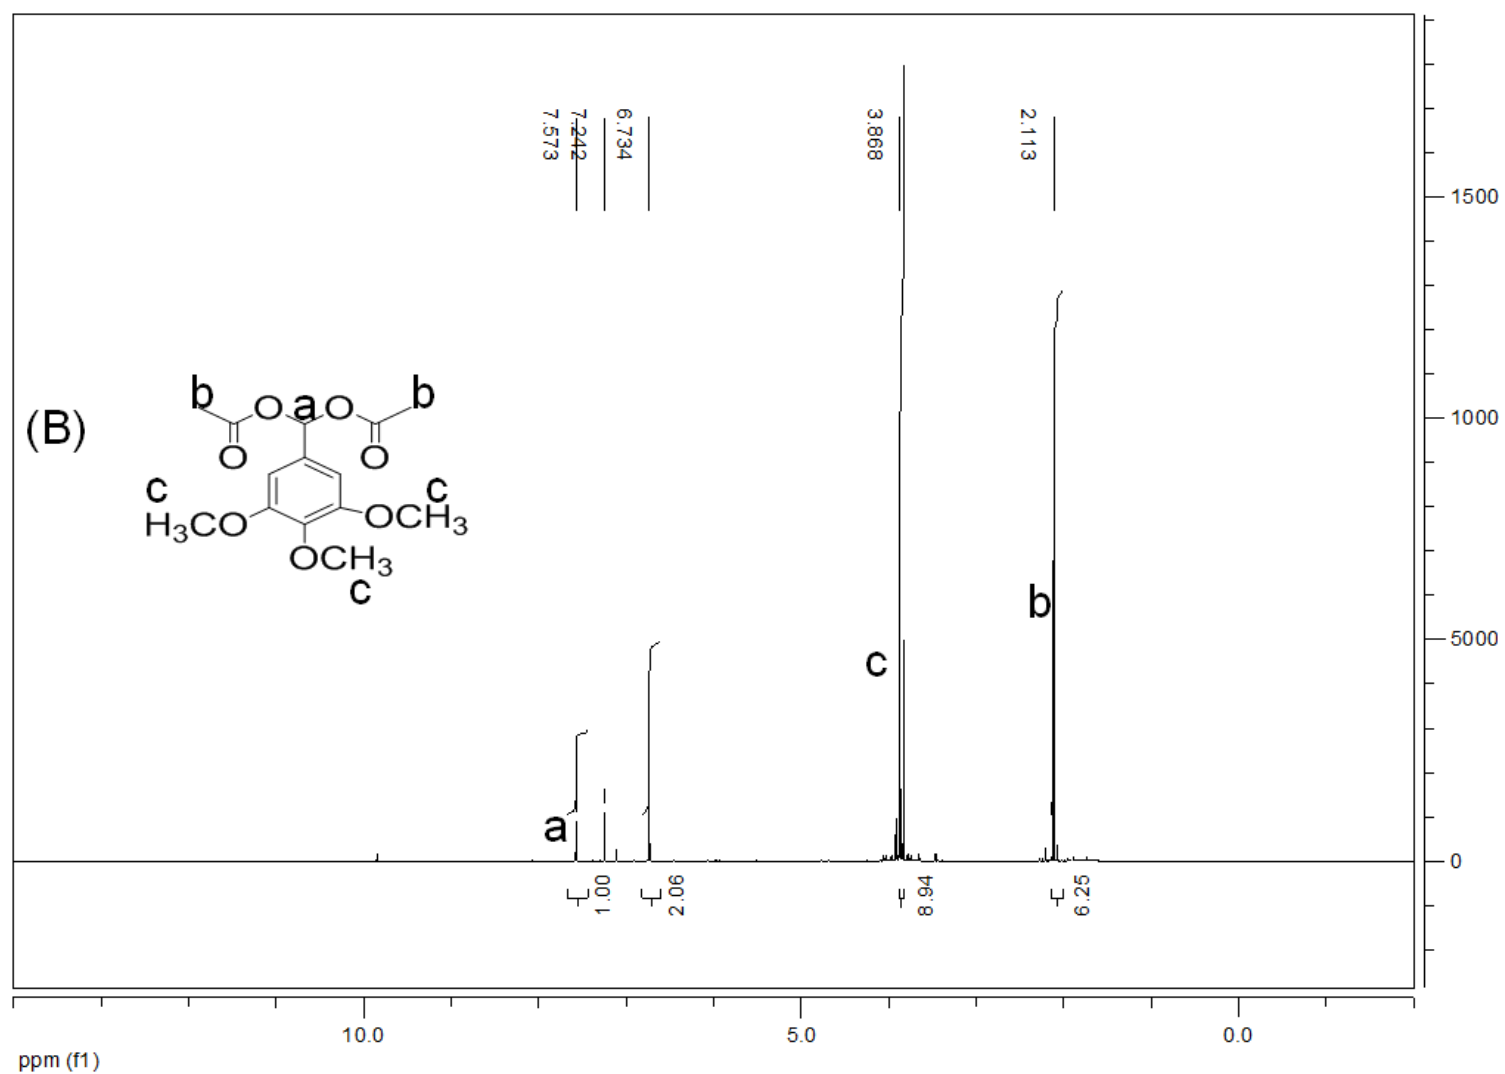 7.573
7.242
6.734
3.868
2.113
1500
1000
5000
0
(B)
b O a O b
O O
c c
H3CO OCH3
OCH3
c
a
c
b
1.00
2.06
8.94
6.25
10.0 5.0 0.0
ppm (f1)